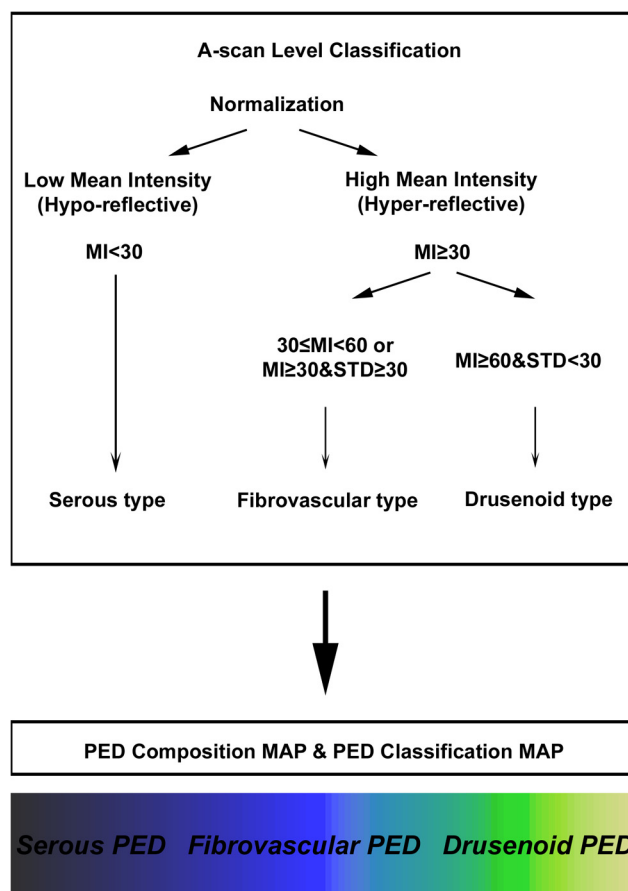 A-scan Level Classification
Normalization
Low Mean Intensity
(Hypo-reflective)
High Mean Intensity
(Hyper-reflective)
MI<30
MI≥30
30≤MI<60 or
MI≥30&STD≥30
MI≥60&STD<30
Serous type
Fibrovascular type
Drusenoid type
PED Composition MAP & PED Classification MAP
Serous PED
Fibrovascular PED
Drusenoid PED